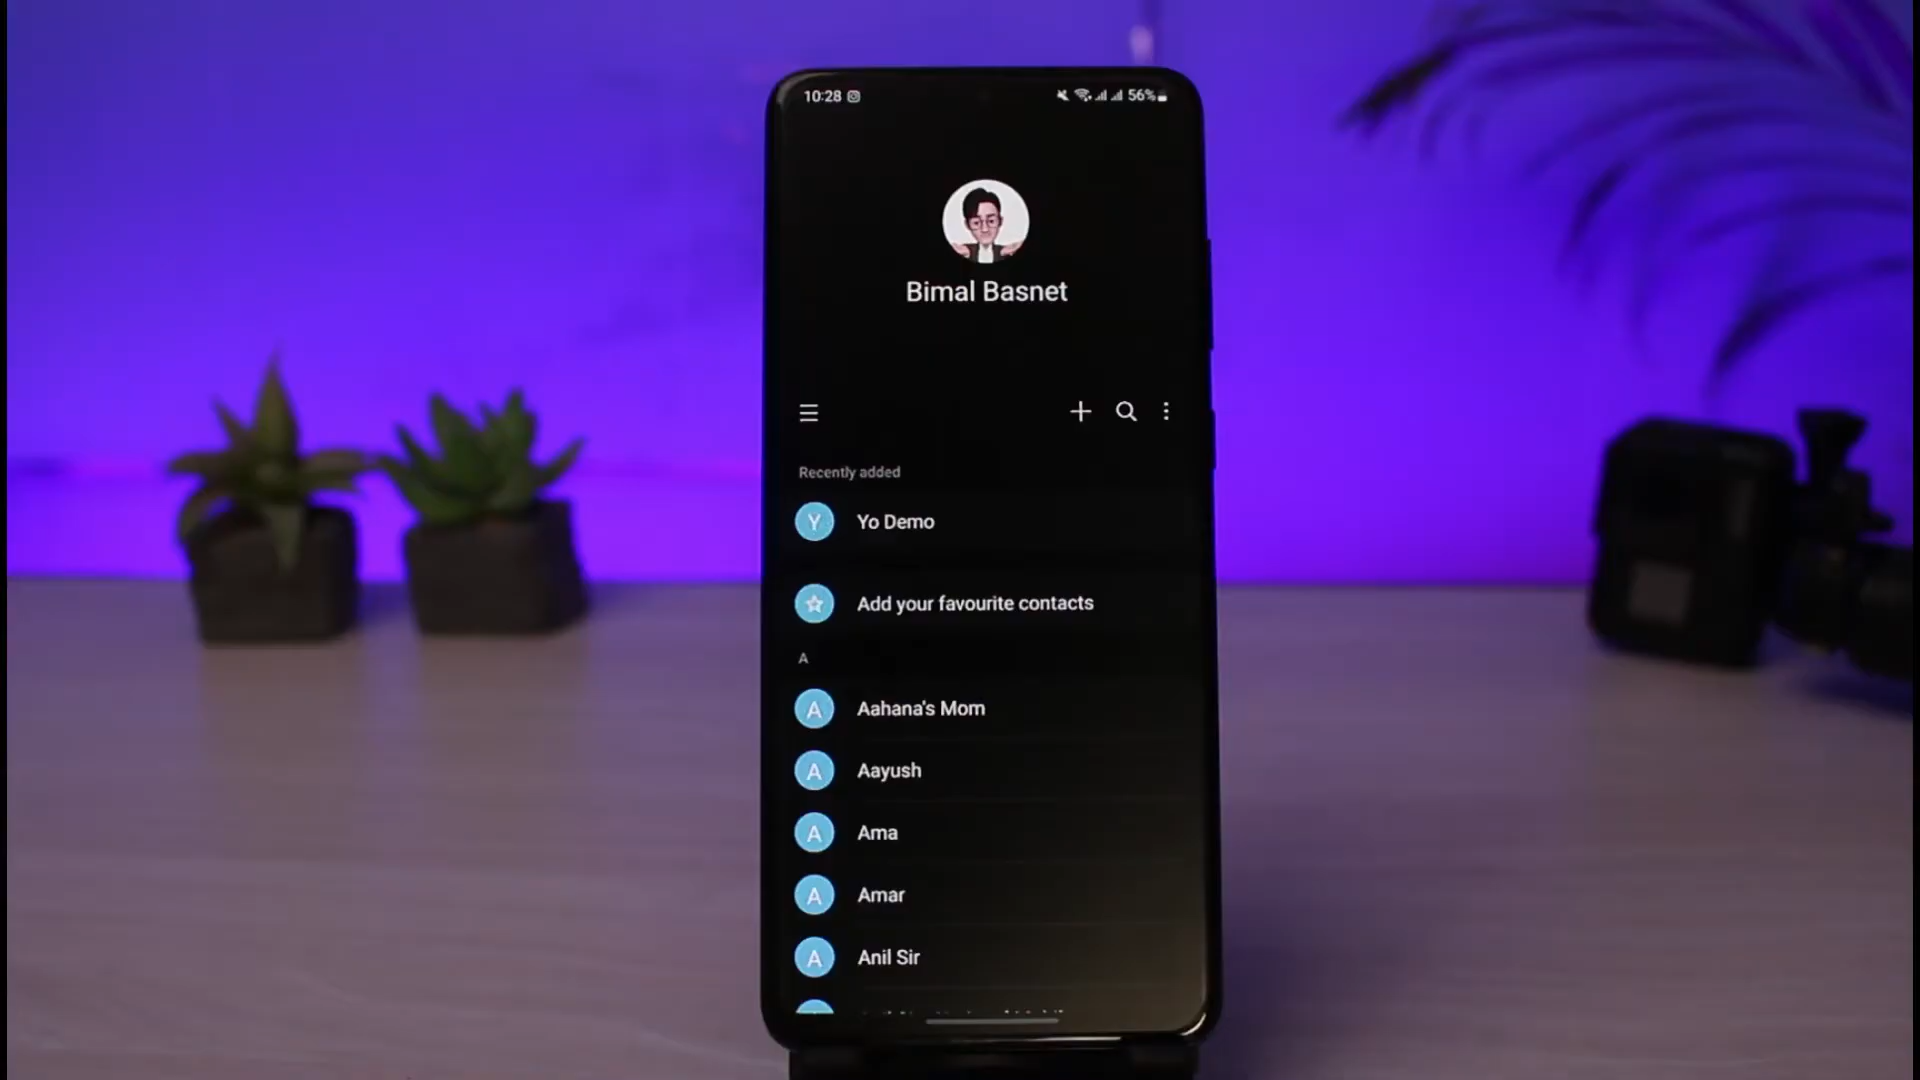 10:28 56%
Bimal Basnet
Recently added
Y Yo Demo
Add your favourite contacts
A
A Aahana's Mom
A Aayush
A Ama
A Amar
A Anil Sir